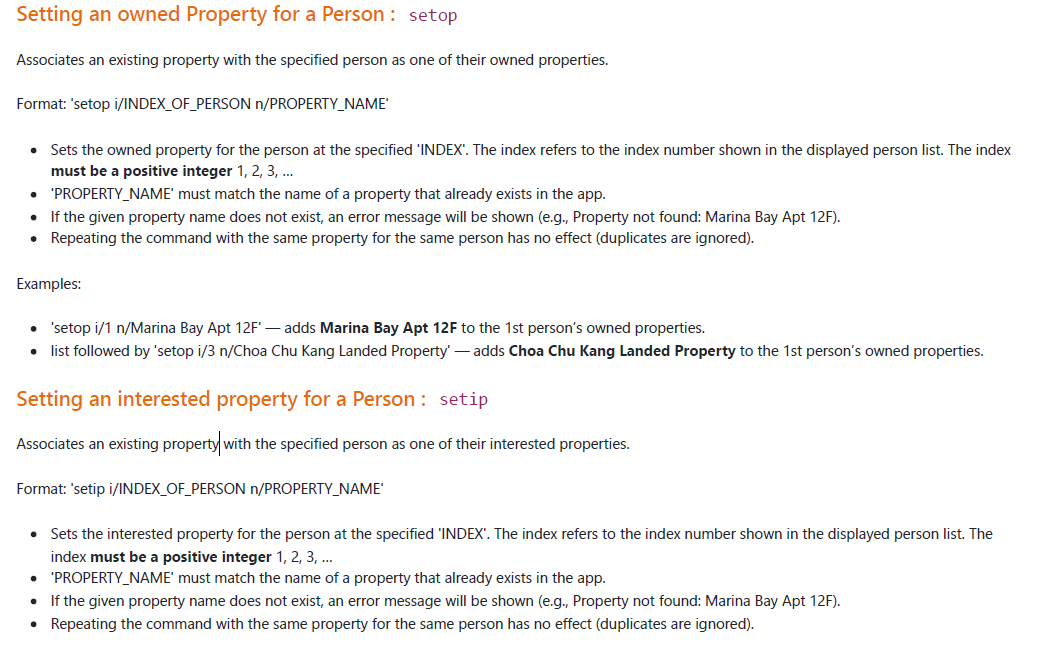 Setting an owned Property for a Person : setop
Associates an existing property with the specified person as one of their owned properties.
Format: 'setop i/INDEX_OF_PERSON n/PROPERTY_NAME'
• Sets the owned property for the person at the specified 'INDEX'. The index refers to the index number shown in the displayed person list. The index
must be a positive integer 1, 2, 3, …
• 'PROPERTY_NAME' must match the name of a property that already exists in the app.
• If the given property name does not exist, an error message will be shown (e.g., Property not found: Marina Bay Apt 12F).
• Repeating the command with the same property for the same person has no effect (duplicates are ignored).
Examples:
• 'setop i/1 n/Marina Bay Apt 12F' — adds Marina Bay Apt 12F to the 1st person’s owned properties.
• list followed by 'setop i/3 n/Choa Chu Kang Landed Property' — adds Choa Chu Kang Landed Property to the 1st person’s owned properties.
Setting an interested property for a Person : setip
Associates an existing property with the specified person as one of their interested properties.
Format: 'setip i/INDEX_OF_PERSON n/PROPERTY_NAME'
• Sets the interested property for the person at the specified 'INDEX'. The index refers to the index number shown in the displayed person list. The
index must be a positive integer 1, 2, 3, …
• 'PROPERTY_NAME' must match the name of a property that already exists in the app.
• If the given property name does not exist, an error message will be shown (e.g., Property not found: Marina Bay Apt 12F).
• Repeating the command with the same property for the same person has no effect (duplicates are ignored).